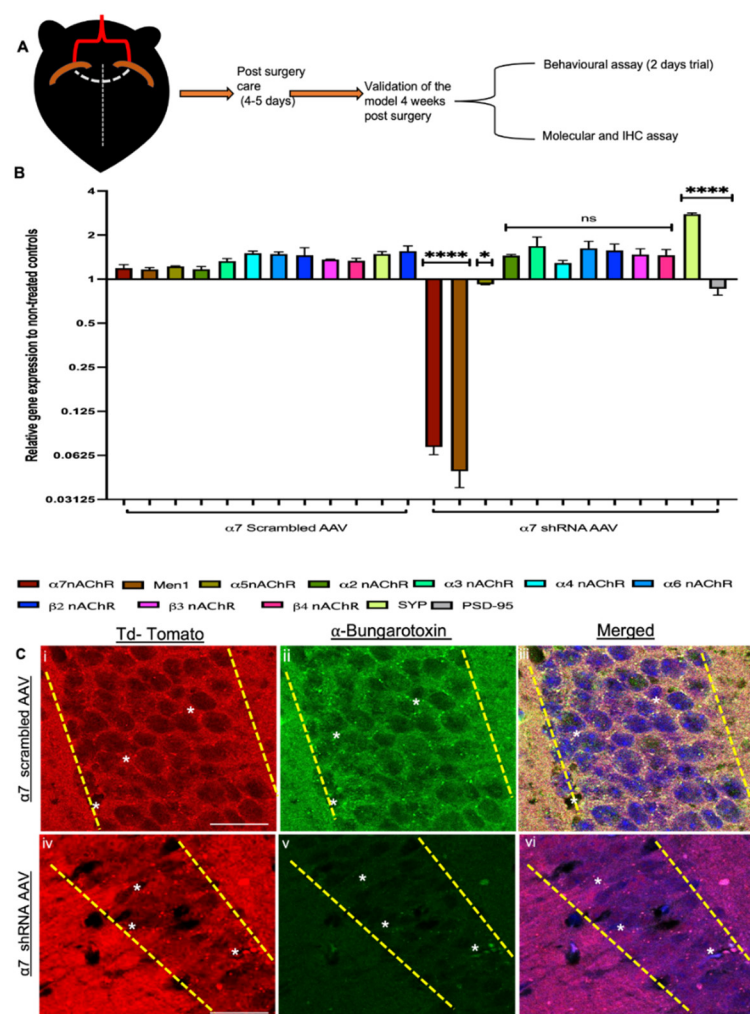 A
Post surgery
care
(4-5 days)
Validation of the
model 4 weeks
post surgery
Behavioural assay (2 days trial)
Molecular and IHC assay
B
Relative gene expression to non-treated controls
4
2
1
0.5
0.25
0.125
0.0625
0.03125
****
*
ns
****
α7 Scrambled AAV
α7 shRNA AAV
α7nAChR Men1 α5nAChR α2 nAChR α3 nAChR α4 nAChR α6 nAChR
β2 nAChR β3 nAChR β4 nAChR SYP PSD-95
C
Td- Tomato α-Bungarotoxin Merged
α7 scrambled AAV
i ii iii
* * *
* * *
* * *
α7 shRNA AAV
iv v vi
* * *
* * *
* * *